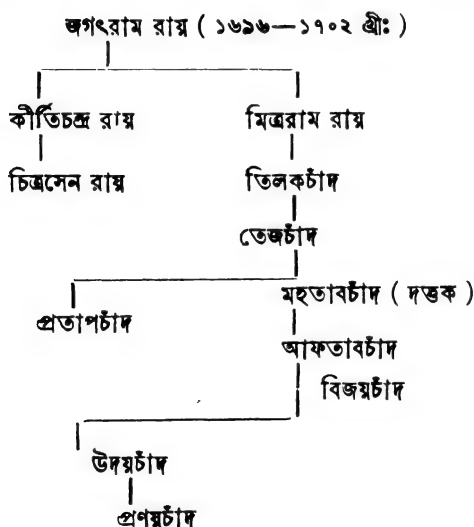 জগৎরাম রায় ( ১৬৯৬—১৭০২ খ্রীঃ )
কীর্তিচন্দ্র রায় মিত্ররাম রায়
চিত্রসেন রায় তিলকচাঁদ
তেজচাঁদ
প্রতাপচাঁদ মহতাবচাঁদ ( দত্তক )
আফতাবচাঁদ
বিজয়চাঁদ
উদয়চাঁদ
প্রণয়চাঁদ